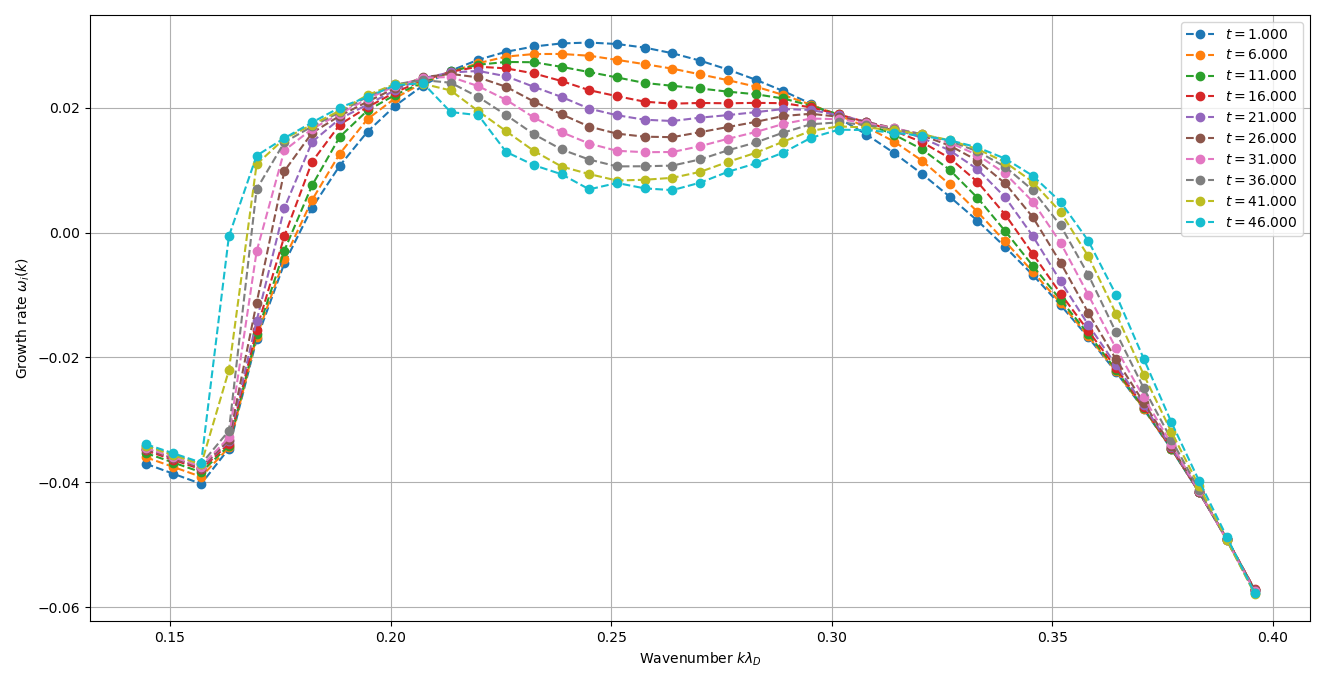 Growth rate ωᵢ(k)
0.02
0.00
−0.02
−0.04
−0.06
0.15 0.20 0.25 0.30 0.35 0.40
Wavenumber kλ_D
t = 1.000
t = 6.000
t = 11.000
t = 16.000
t = 21.000
t = 26.000
t = 31.000
t = 36.000
t = 41.000
t = 46.000